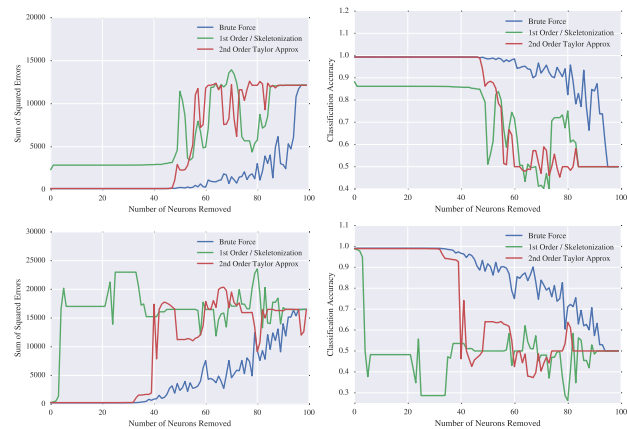 20000
15000
10000
5000
0
Sum of Squared Errors
Brute Force
1st Order / Skeletonization
2nd Order Taylor Approx
0 20 40 60 80 100
Number of Neurons Removed
1.2
1.1
1.0
0.9
0.8
0.7
0.6
0.5
0.4
Classification Accuracy
Brute Force
1st Order / Skeletonization
2nd Order Taylor Approx
0 20 40 60 80 100
Number of Neurons Removed
30000
25000
20000
15000
10000
5000
0
Sum of Squared Errors
Brute Force
1st Order / Skeletonization
2nd Order Taylor Approx
0 20 40 60 80 100
Number of Neurons Removed
1.1
1.0
0.9
0.8
0.7
0.6
0.5
0.4
0.3
Classification Accuracy
Brute Force
1st Order / Skeletonization
2nd Order Taylor Approx
0 20 40 60 80 100
Number of Neurons Removed